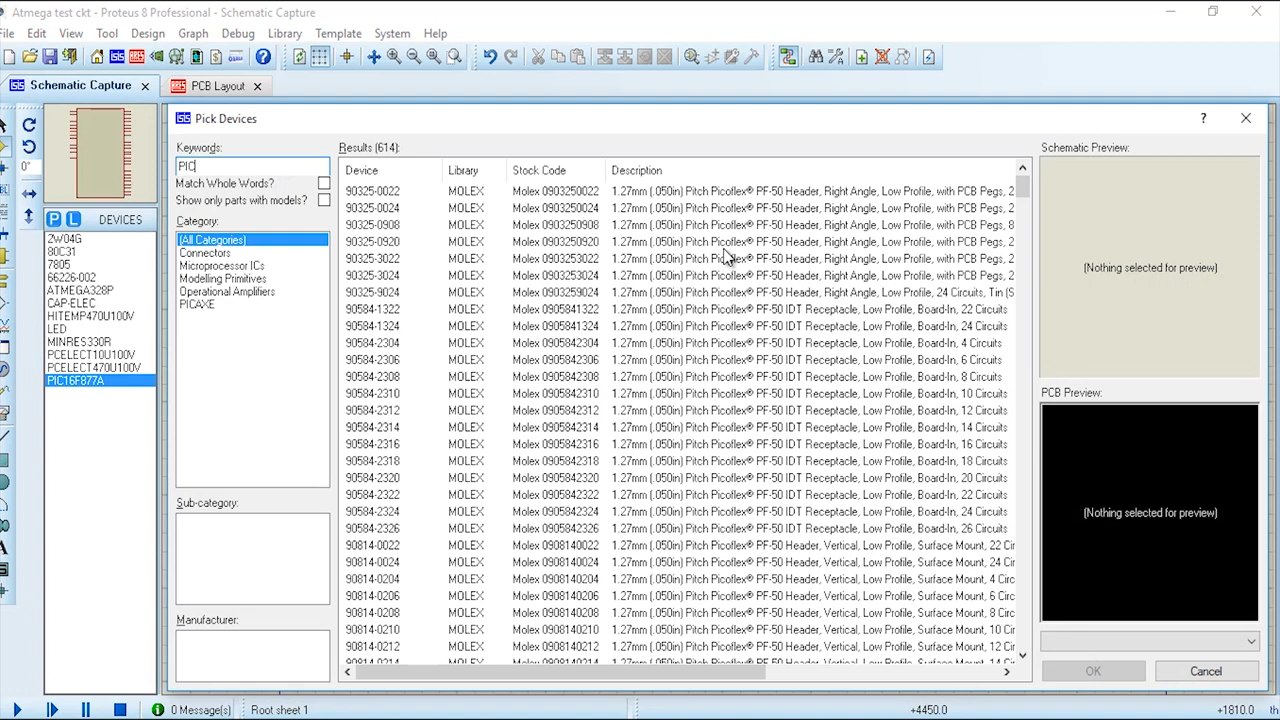 Atmega test ckt - Proteus 8 Professional - Schematic Capture
File Edit View Tool Design Graph Debug Library Template System Help
Schematic Capture
PCB Layout
Pick Devices
Keywords:
PIC
Match Whole Words?
Show only parts with models?
Category:
(All Categories)
Connectors
Microprocessor ICs
Modelling Primitives
Operational Amplifiers
PICAXE
Sub-category:
Manufacturer:
0°
P L DEVICES
2W04G
80C31
7805
66226-002
ATMEGA328P
CAP-ELEC
HITEMP470U100V
LED
MINRES330R
PCELECT10U100V
PCELECT470U100V
PIC16F877A
Results (614):
Device Library Stock Code Description
90325-0022 MOLEX Molex 0903250022 1.27mm (.050in) Pitch Picoflex® PF-50 Header, Right Angle, Low Profile, with PCB Pegs, 2
90325-0024 MOLEX Molex 0903250024 1.27mm (.050in) Pitch Picoflex® PF-50 Header, Right Angle, Low Profile, with PCB Pegs, 2
90325-0908 MOLEX Molex 0903250908 1.27mm (.050in) Pitch Picoflex® PF-50 Header, Right Angle, Low Profile, with PCB Pegs, 8
90325-0920 MOLEX Molex 0903250920 1.27mm (.050in) Pitch Picoflex® PF-50 Header, Right Angle, Low Profile, with PCB Pegs, 2
90325-3022 MOLEX Molex 0903253022 1.27mm (.050in) Pitch Picoflex® PF-50 Header, Right Angle, Low Profile, with PCB Pegs, 2
90325-3024 MOLEX Molex 0903253024 1.27mm (.050in) Pitch Picoflex® PF-50 Header, Right Angle, Low Profile, with PCB Pegs, 2
90325-9024 MOLEX Molex 0903259024 1.27mm (.050in) Pitch Picoflex® PF-50 Header, Right Angle, Low Profile, 24 Circuits, Tin (S
90584-1322 MOLEX Molex 0905841322 1.27mm (.050in) Pitch Picoflex® PF-50 IDT Receptacle, Low Profile, Board-In, 22 Circuits
90584-1324 MOLEX Molex 0905841324 1.27mm (.050in) Pitch Picoflex® PF-50 IDT Receptacle, Low Profile, Board-In, 24 Circuits
90584-2304 MOLEX Molex 0905842304 1.27mm (.050in) Pitch Picoflex® PF-50 IDT Receptacle, Low Profile, Board-In, 4 Circuits
90584-2306 MOLEX Molex 0905842306 1.27mm (.050in) Pitch Picoflex® PF-50 IDT Receptacle, Low Profile, Board-In, 6 Circuits
90584-2308 MOLEX Molex 0905842308 1.27mm (.050in) Pitch Picoflex® PF-50 IDT Receptacle, Low Profile, Board-In, 8 Circuits
90584-2310 MOLEX Molex 0905842310 1.27mm (.050in) Pitch Picoflex® PF-50 IDT Receptacle, Low Profile, Board-In, 10 Circuits
90584-2312 MOLEX Molex 0905842312 1.27mm (.050in) Pitch Picoflex® PF-50 IDT Receptacle, Low Profile, Board-In, 12 Circuits
90584-2314 MOLEX Molex 0905842314 1.27mm (.050in) Pitch Picoflex® PF-50 IDT Receptacle, Low Profile, Board-In, 14 Circuits
90584-2316 MOLEX Molex 0905842316 1.27mm (.050in) Pitch Picoflex® PF-50 IDT Receptacle, Low Profile, Board-In, 16 Circuits
90584-2318 MOLEX Molex 0905842318 1.27mm (.050in) Pitch Picoflex® PF-50 IDT Receptacle, Low Profile, Board-In, 18 Circuits
90584-2320 MOLEX Molex 0905842320 1.27mm (.050in) Pitch Picoflex® PF-50 IDT Receptacle, Low Profile, Board-In, 20 Circuits
90584-2322 MOLEX Molex 0905842322 1.27mm (.050in) Pitch Picoflex® PF-50 IDT Receptacle, Low Profile, Board-In, 22 Circuits
90584-2324 MOLEX Molex 0905842324 1.27mm (.050in) Pitch Picoflex® PF-50 IDT Receptacle, Low Profile, Board-In, 24 Circuits
90584-2326 MOLEX Molex 0905842326 1.27mm (.050in) Pitch Picoflex® PF-50 IDT Receptacle, Low Profile, Board-In, 26 Circuits
90814-0022 MOLEX Molex 0908140022 1.27mm (.050in) Pitch Picoflex® PF-50 Header, Vertical, Low Profile, Surface Mount, 22 Cir
90814-0024 MOLEX Molex 0908140024 1.27mm (.050in) Pitch Picoflex® PF-50 Header, Vertical, Low Profile, Surface Mount, 24 Cir
90814-0204 MOLEX Molex 0908140204 1.27mm (.050in) Pitch Picoflex® PF-50 Header, Vertical, Low Profile, Surface Mount, 4 Circ
90814-0206 MOLEX Molex 0908140206 1.27mm (.050in) Pitch Picoflex® PF-50 Header, Vertical, Low Profile, Surface Mount, 6 Circ
90814-0208 MOLEX Molex 0908140208 1.27mm (.050in) Pitch Picoflex® PF-50 Header, Vertical, Low Profile, Surface Mount, 8 Circ
90814-0210 MOLEX Molex 0908140210 1.27mm (.050in) Pitch Picoflex® PF-50 Header, Vertical, Low Profile, Surface Mount, 10 Cir
90814-0212 MOLEX Molex 0908140212 1.27mm (.050in) Pitch Picoflex® PF-50 Header, Vertical, Low Profile, Surface Mount, 12 Cir
Schematic Preview:
(Nothing selected for preview)
PCB Preview:
(Nothing selected for preview)
OK Cancel
0 Message(s) Root sheet 1 +4450.0 +1810.0 th